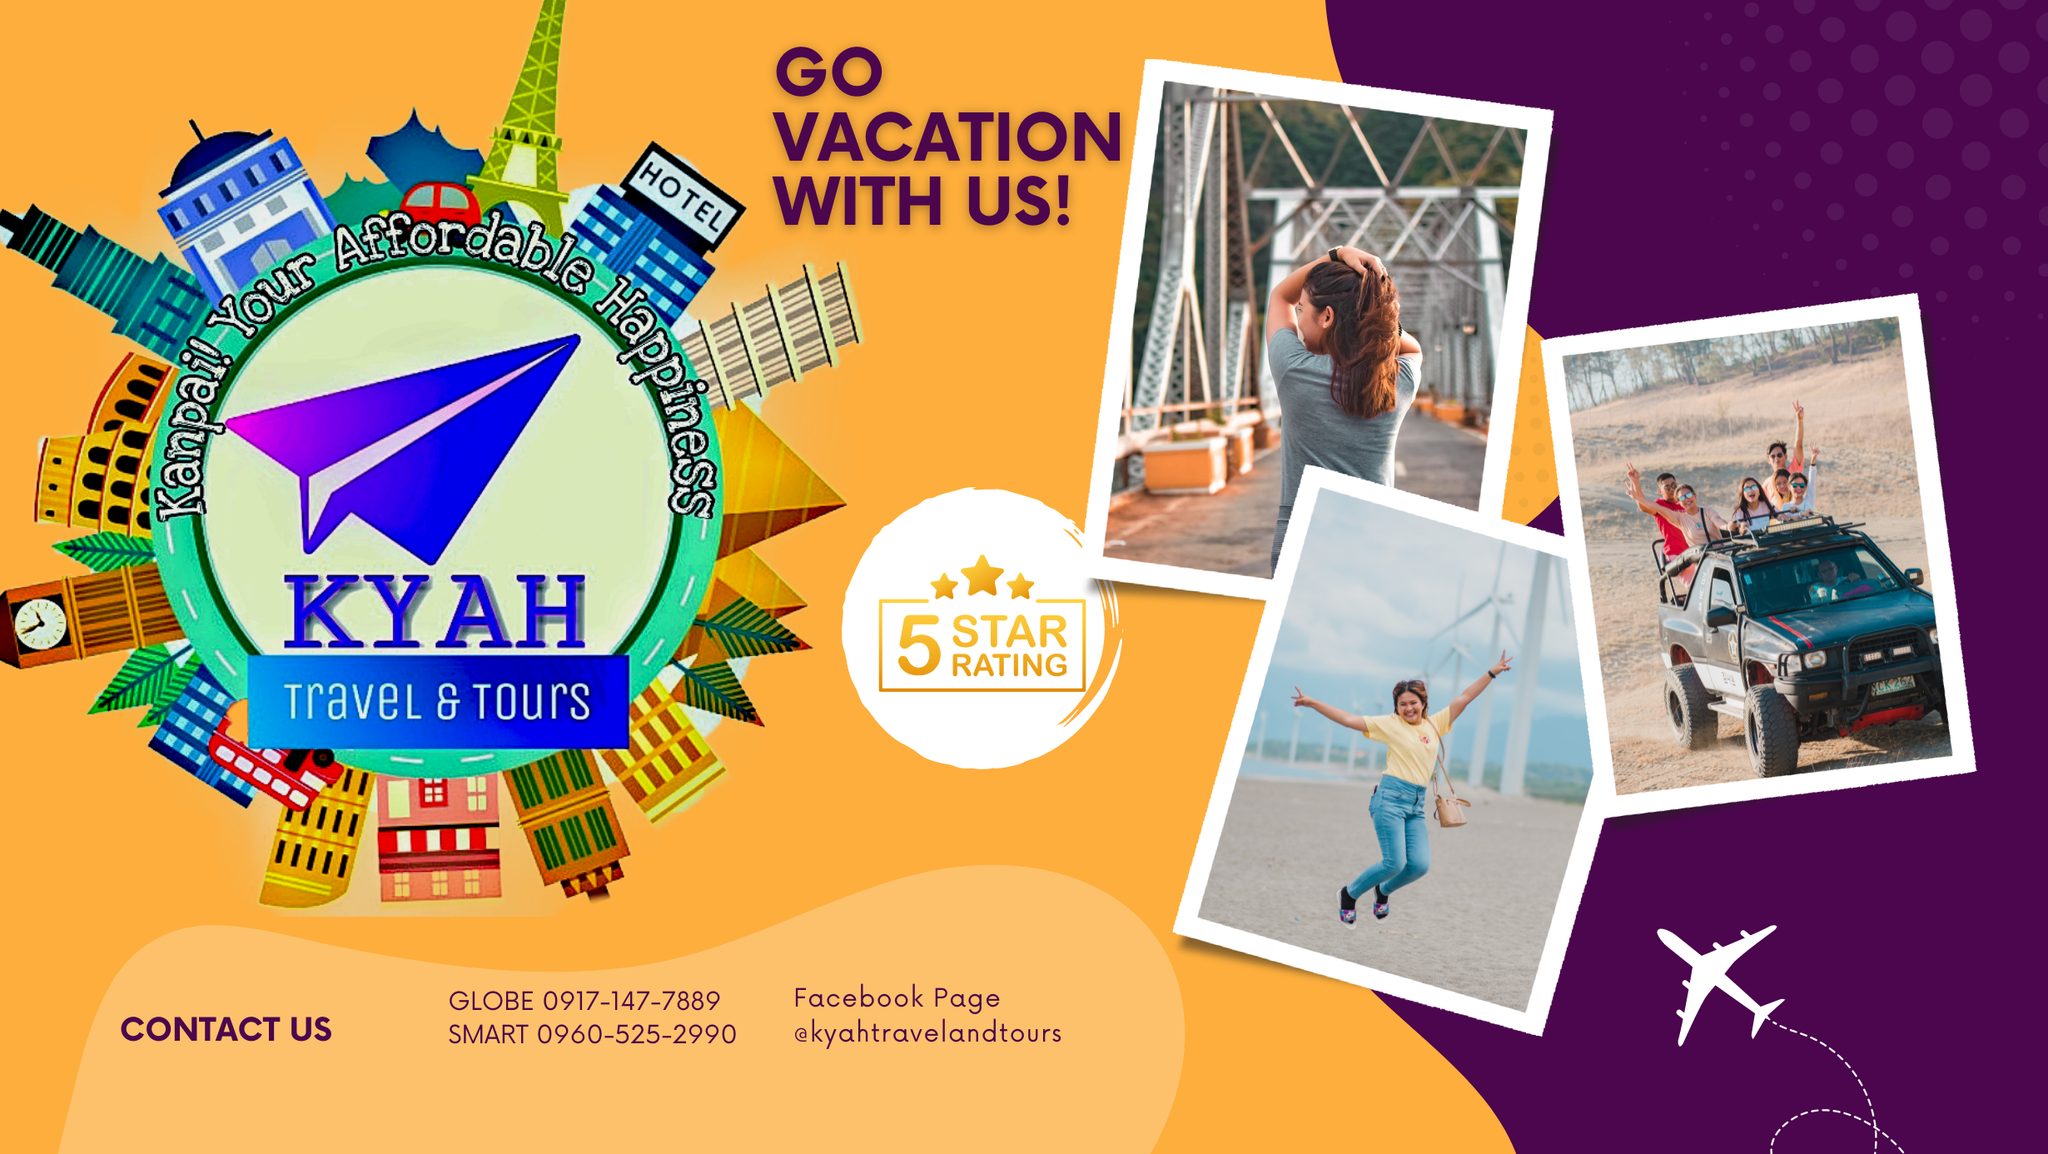 GO
VACATION
WITH US!
HOTEL
Kanpai! Your Affordable Happiness
KYAH
Travel & Tours
5 STAR
RATING
CONTACT US
GLOBE 0917-147-7889
SMART 0960-525-2990
Facebook Page
@kyahtravelandtours